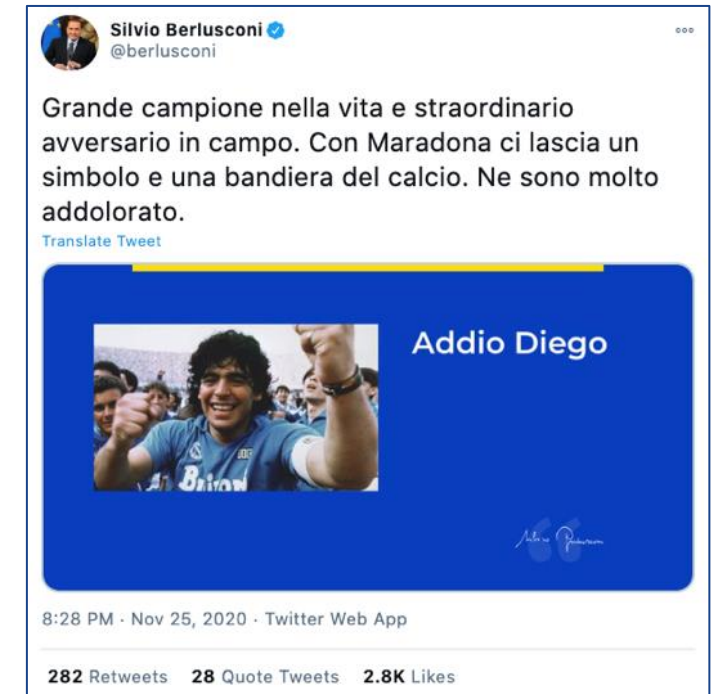 Silvio Berlusconi
@berlusconi
Grande campione nella vita e straordinario
avversario in campo. Con Maradona ci lascia un
simbolo e una bandiera del calcio. Ne sono molto
addolorato.
Translate Tweet
Addio Diego
8:28 PM · Nov 25, 2020 · Twitter Web App
282 Retweets 28 Quote Tweets 2.8K Likes